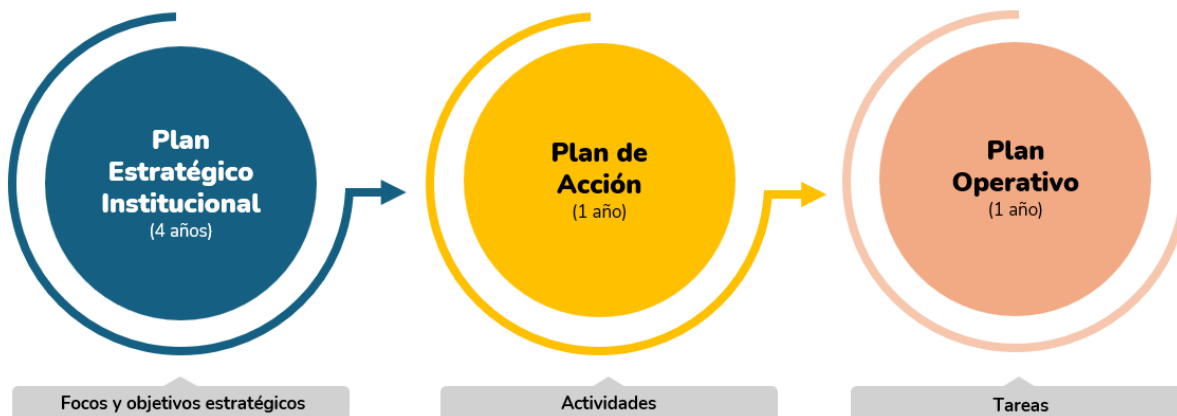 Plan
Estratégico
Institucional
(4 años)
Plan de
Acción
(1 año)
Plan
Operativo
(1 año)
Focos y objetivos estratégicos
Actividades
Tareas